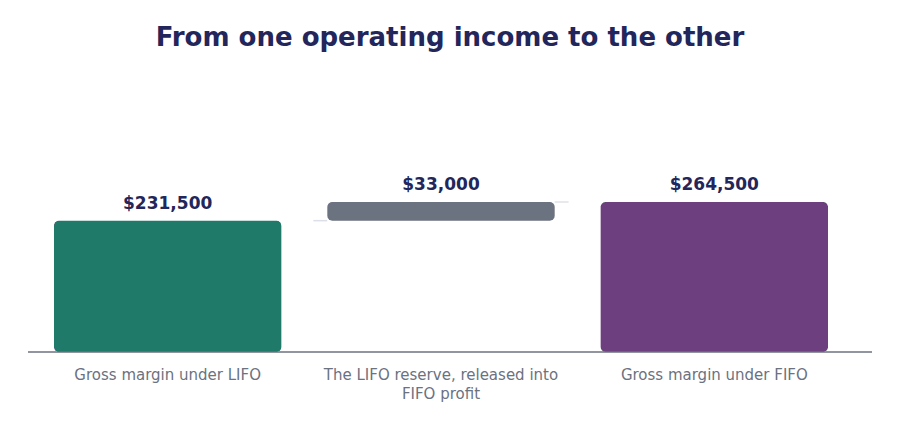 From one operating income to the other
$231,500
$33,000
$264,500
Gross margin under LIFO
The LIFO reserve, released into
FIFO profit
Gross margin under FIFO